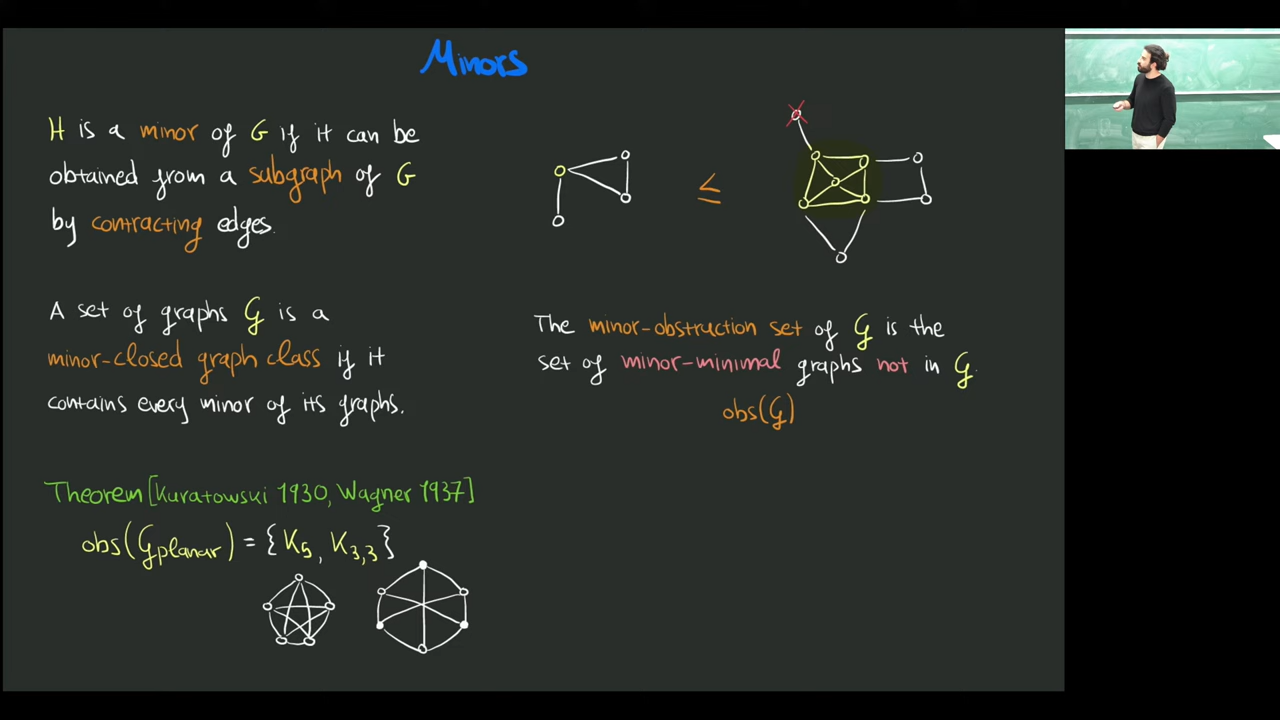 Minors
H is a minor of G if it can be
obtained from a subgraph of G
by contracting edges.
≤
A set of graphs G is a
minor-closed graph class if it
contains every minor of its graphs.
The minor-obstruction set of G is the
set of minor-minimal graphs not in G.
obs(G)
Theorem [Kuratowski 1930, Wagner 1937]
obs(Gplanar) = {K5, K3,3}